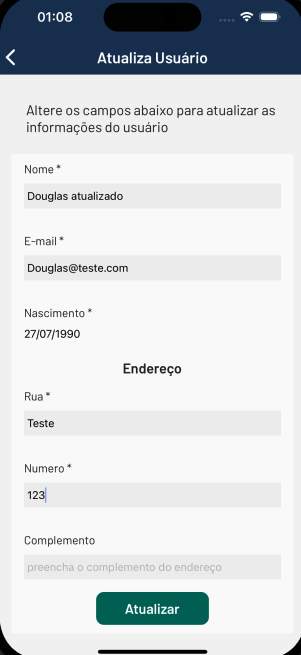 01:08
Atualiza Usuário
Altere os campos abaixo para atualizar as
informações do usuário
Nome *
Douglas atualizado
E-mail *
Douglas@teste.com
Nascimento *
27/07/1990
Endereço
Rua *
Teste
Numero *
123
Complemento
preencha o complemento do endereço
Atualizar